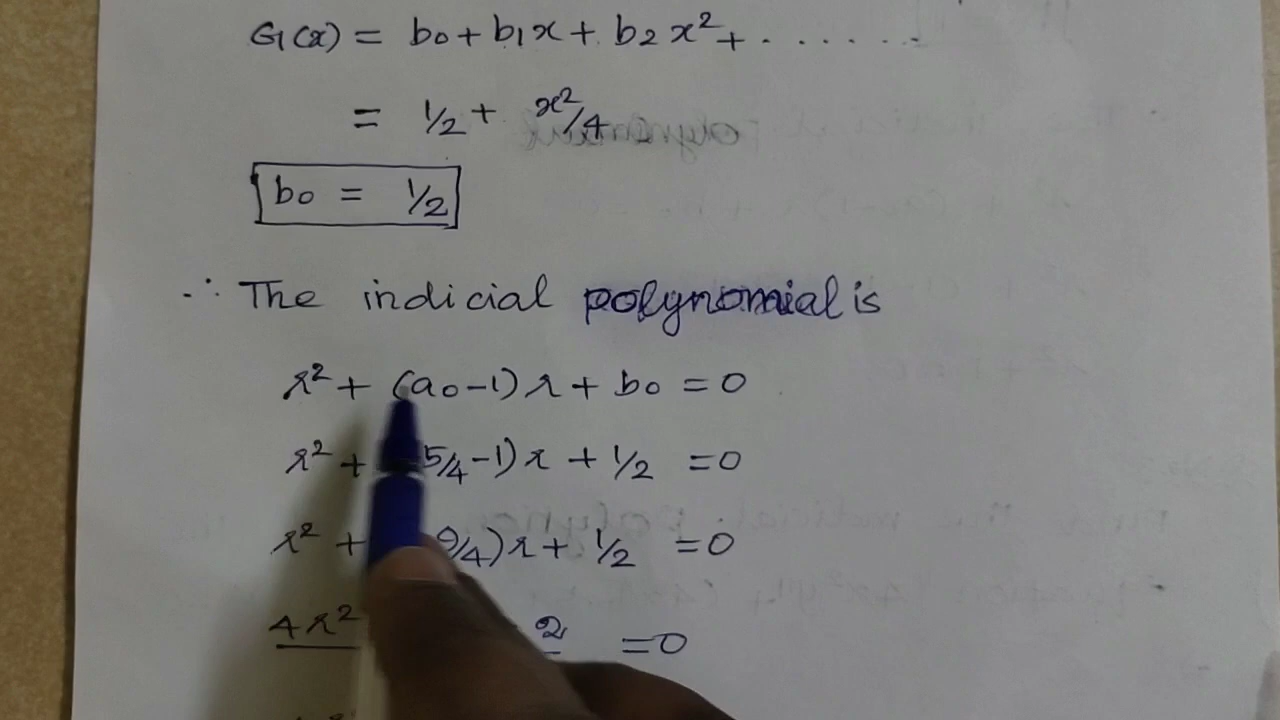 G(x) = b0 + b1x + b2x² + . . . . . .
= 1/2 + x²/4
b0 = 1/2
∴ The indicial polynomial is
r² + (a0-1) r + b0 = 0
r² + 5/4 -1) r + 1/2 = 0
r² + 9/4) r + 1/2 = 0
4r² 2 = 0